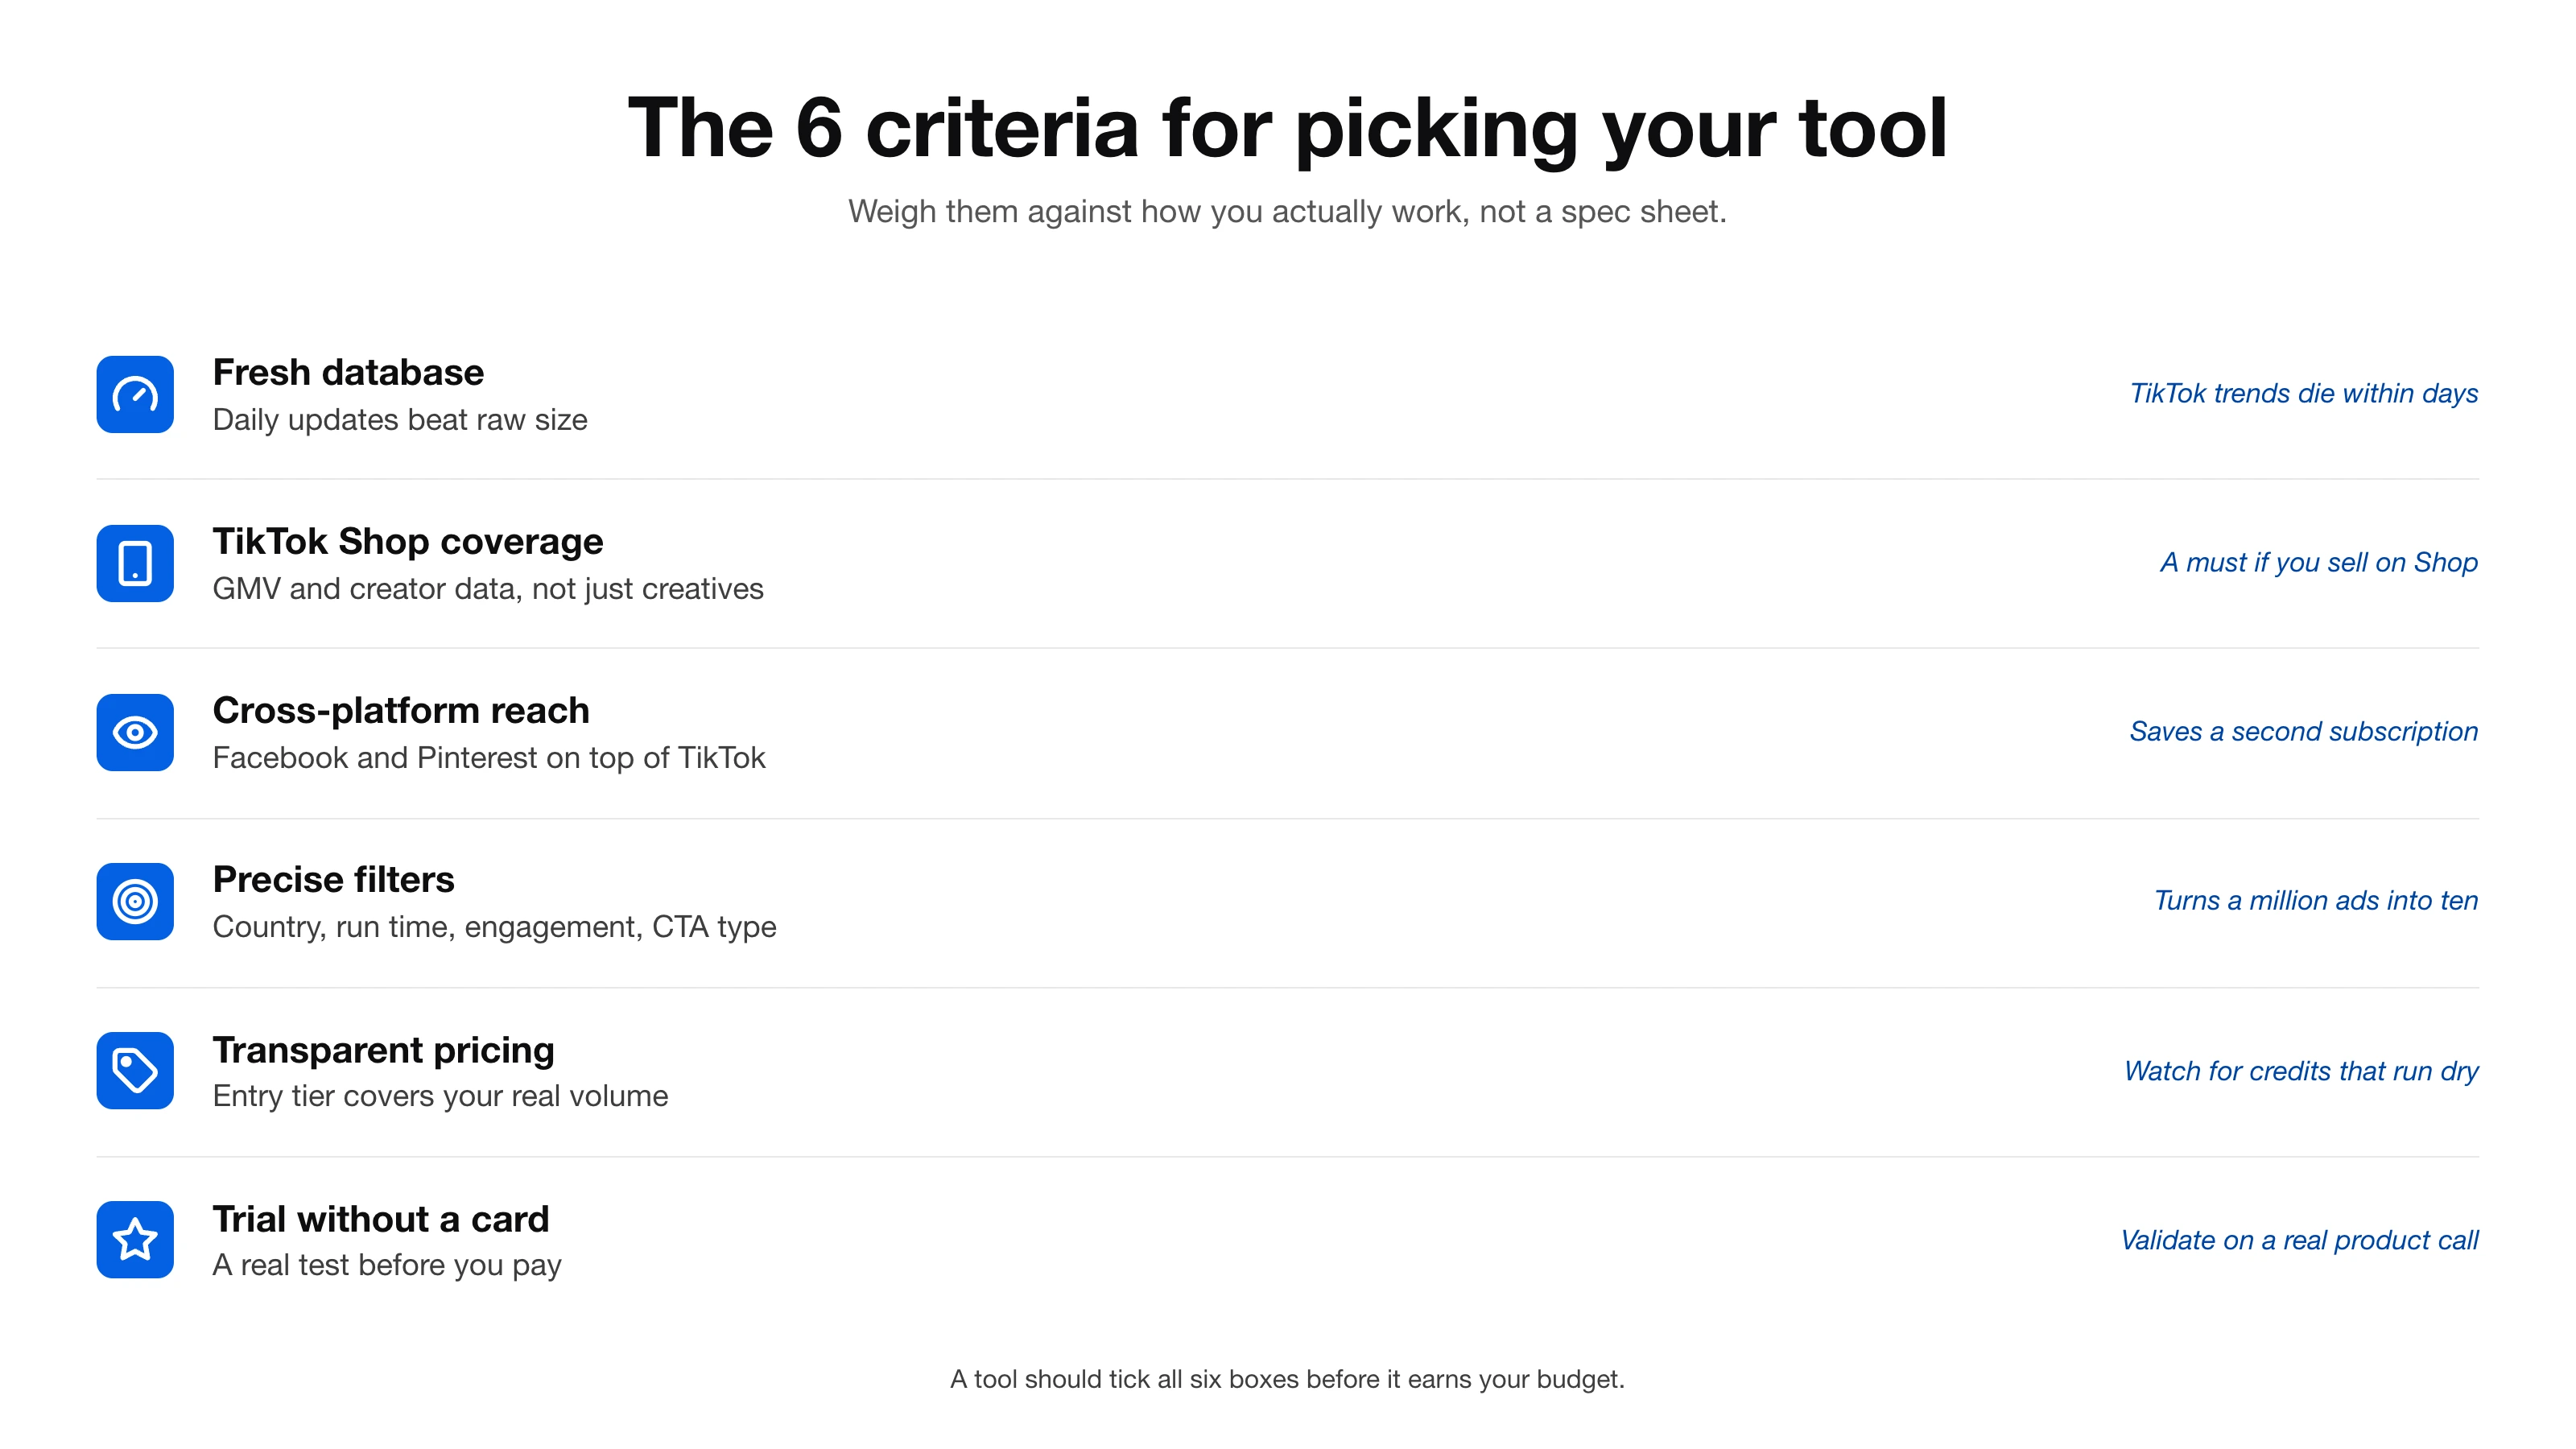 The 6 criteria for picking your tool
Weigh them against how you actually work, not a spec sheet.
Fresh database
Daily updates beat raw size
TikTok trends die within days
TikTok Shop coverage
GMV and creator data, not just creatives
A must if you sell on Shop
Cross-platform reach
Facebook and Pinterest on top of TikTok
Saves a second subscription
Precise filters
Country, run time, engagement, CTA type
Turns a million ads into ten
Transparent pricing
Entry tier covers your real volume
Watch for credits that run dry
Trial without a card
A real test before you pay
Validate on a real product call
A tool should tick all six boxes before it earns your budget.